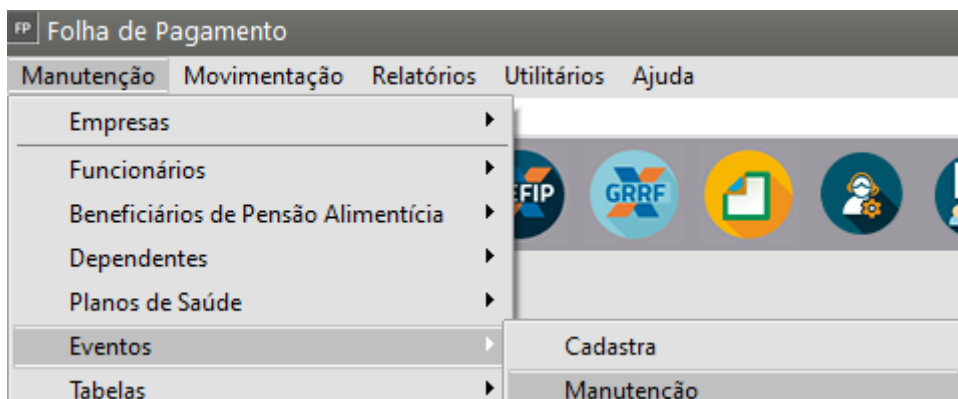 FP Folha de Pagamento
Manutenção Movimentação Relatórios Utilitários Ajuda
Empresas
Funcionários
EFIP GRRF
Beneficiários de Pensão Alimentícia
Dependentes
Planos de Saúde
Eventos Cadastra
Tabelas Manutenção